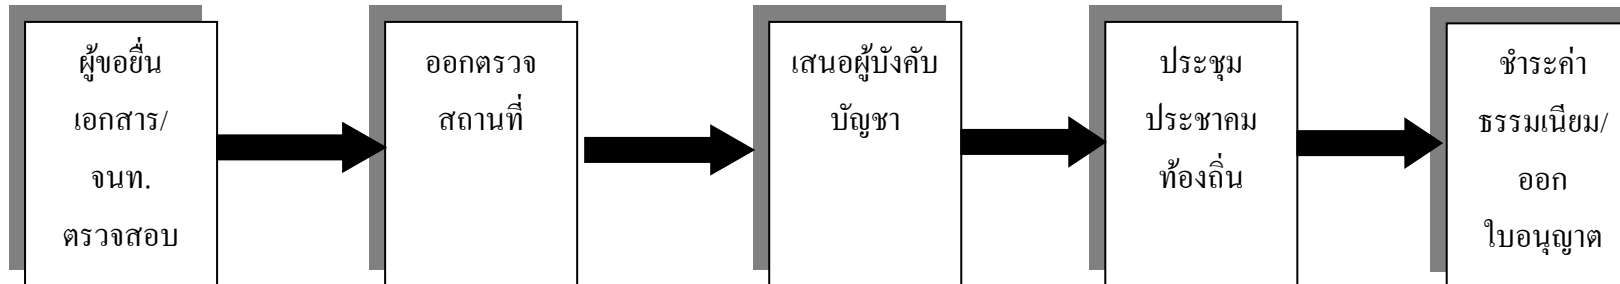 ผู้ขอยื่น
เอกสาร/
จนท.
ตรวจสอบ
ออกตรวจ
สถานที่
เสนอผู้บังคับ
บัญชา
ประชุม
ประชาคม
ท้องถิ่น
ชำระค่า
ธรรมเนียม/
ออก
ใบอนุญาต